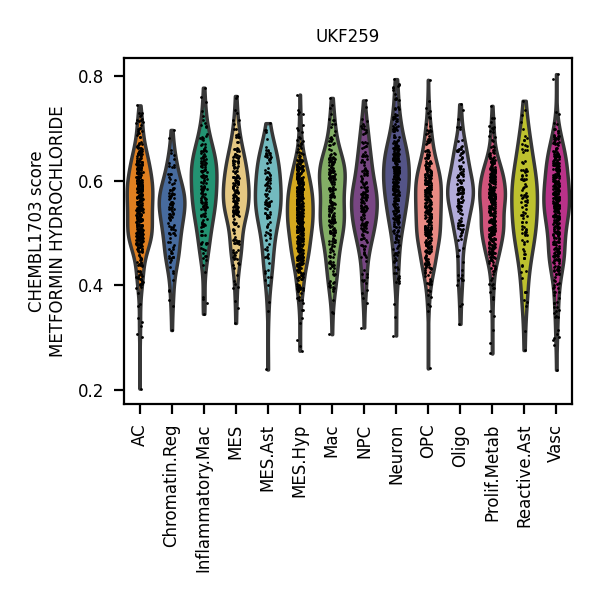 UKF259
CHEMBL1703 score
METFORMIN HYDROCHLORIDE
0.8
0.6
0.4
0.2
AC
Chromatin.Reg
Inflammatory.Mac
MES
MES.Ast
MES.Hyp
Mac
NPC
Neuron
OPC
Oligo
Prolif.Metab
Reactive.Ast
Vasc